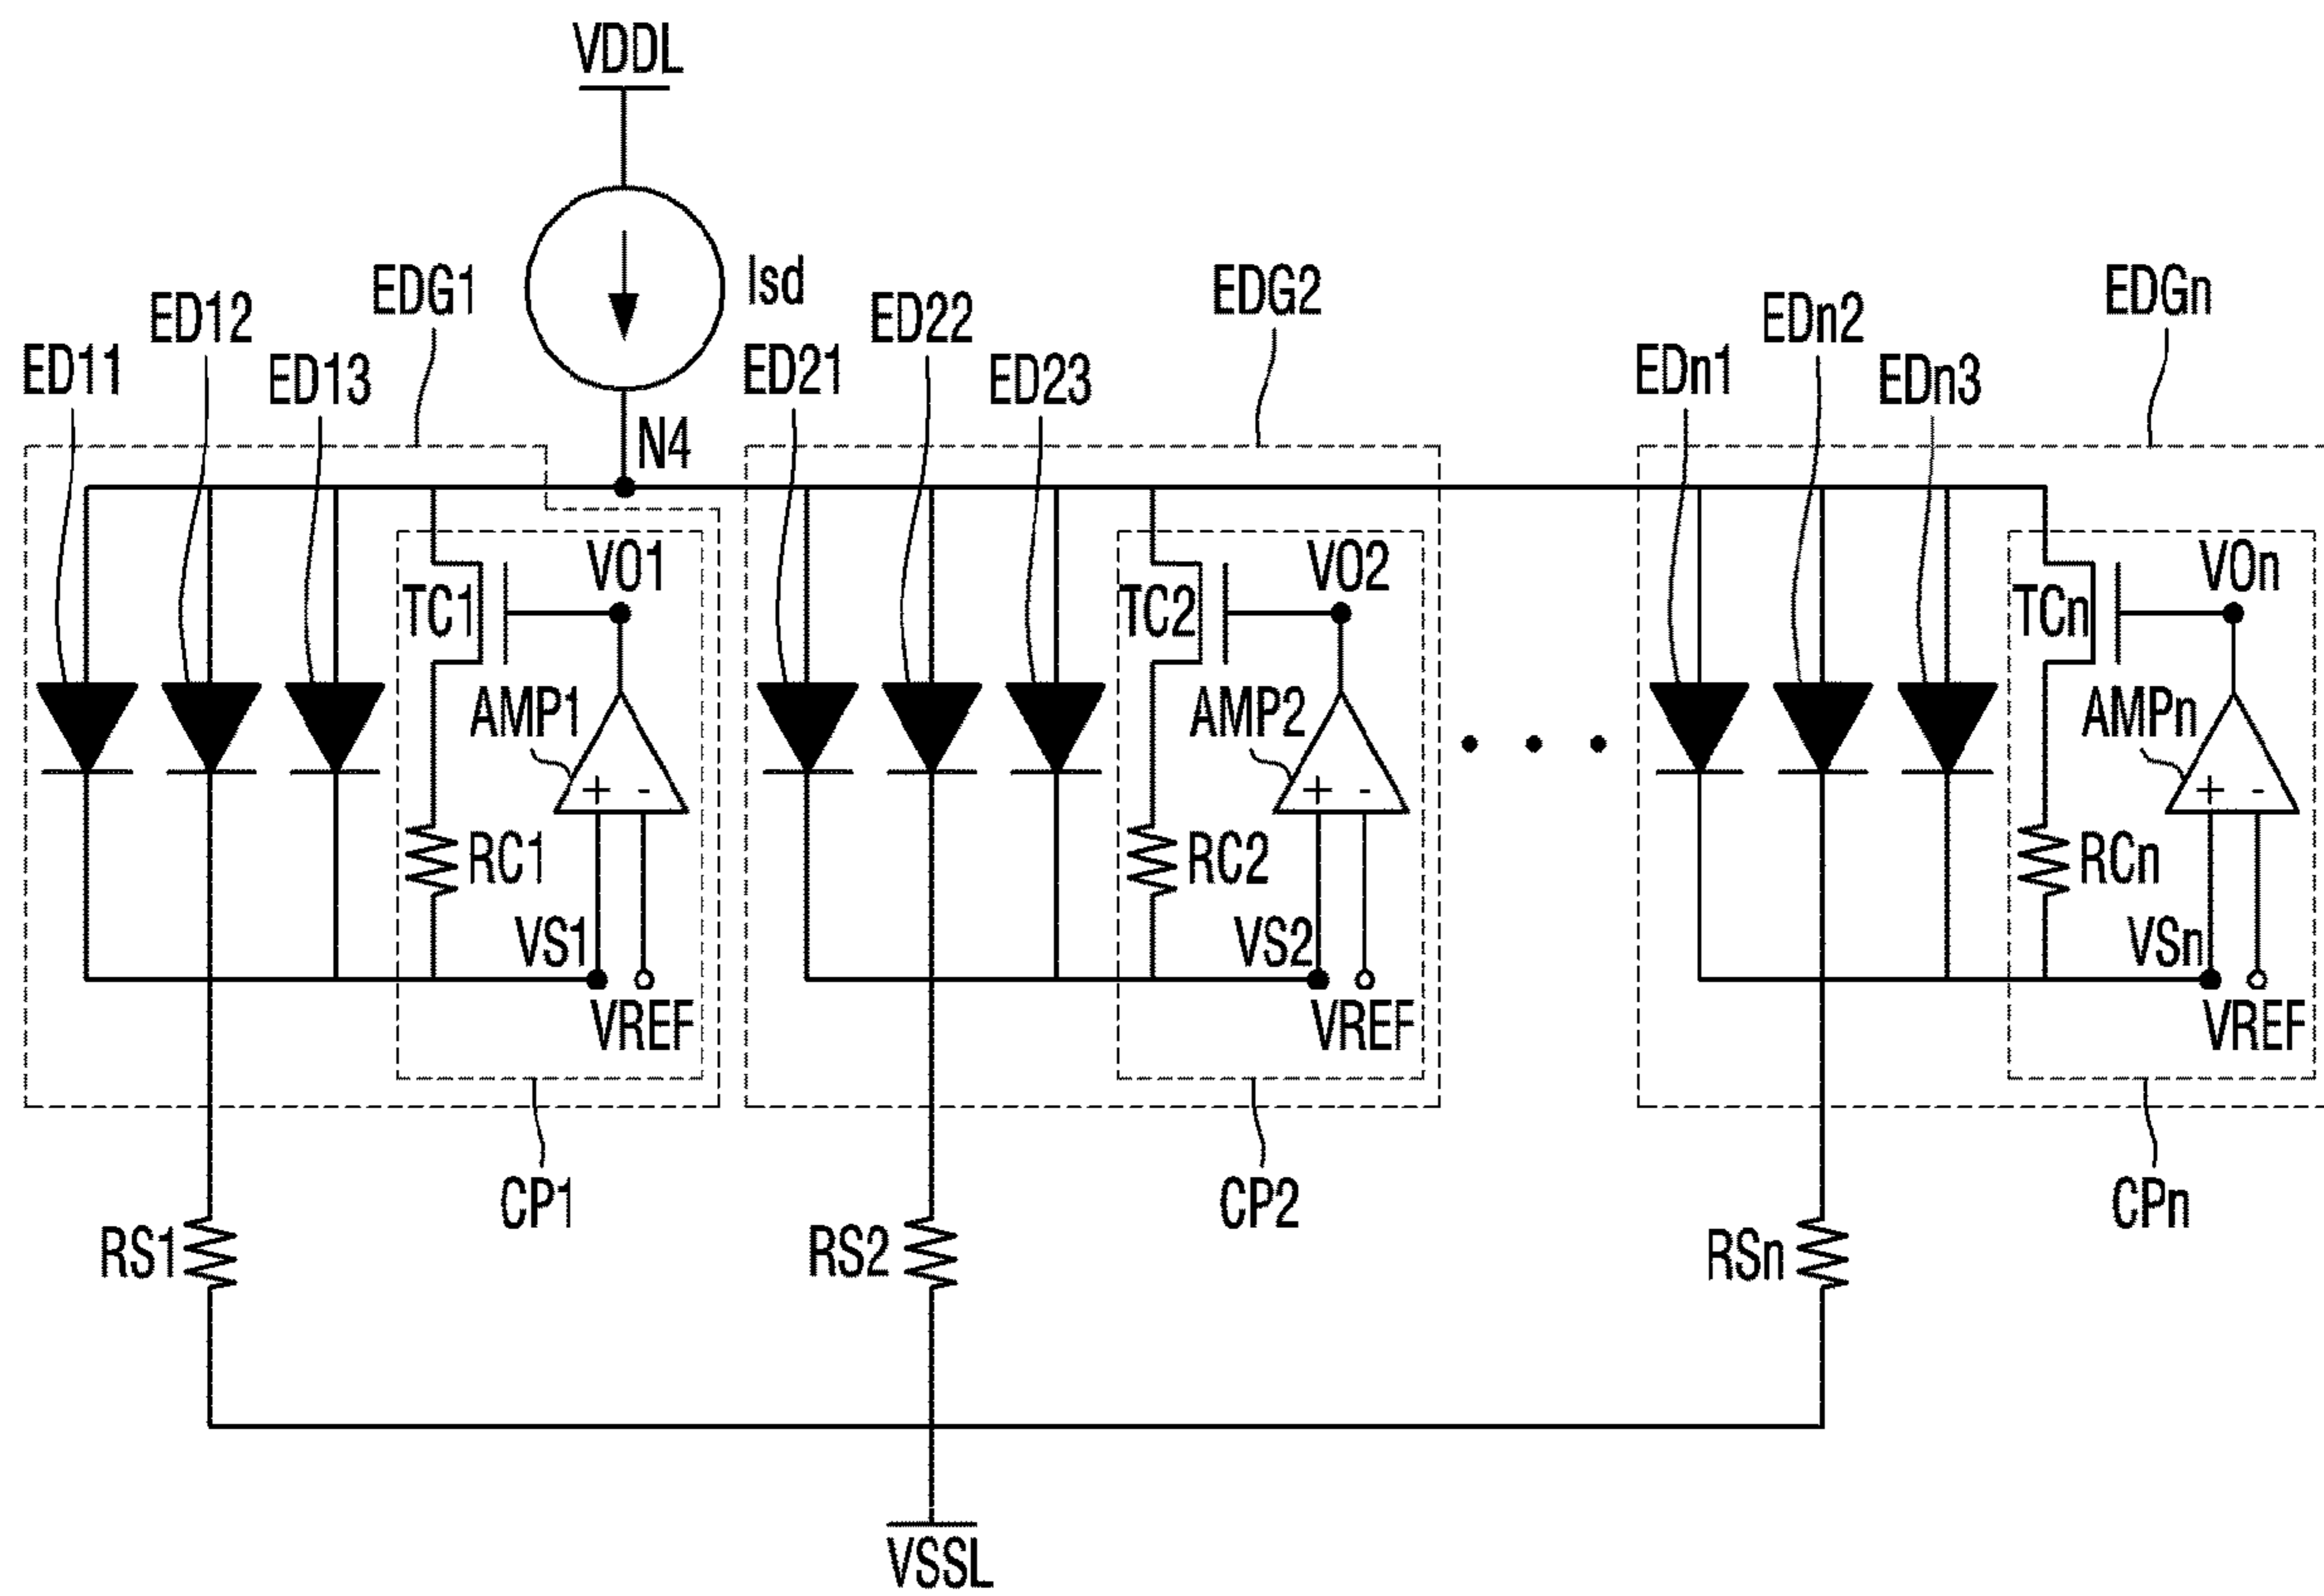 VDDL
Isd
EDG1
EDG2
EDGn
ED12
ED22
EDn2
ED11
ED13
ED21
ED23
EDn1
EDn3
N4
VO1
VO2
VOn
TC1
TC2
TCn
AMP1
AMP2
AMPn
+ -
+ -
+ -
RC1
RC2
RCn
VS1
VS2
VSn
VREF
VREF
VREF
CP1
CP2
CPn
RS1
RS2
RSn
VSSL